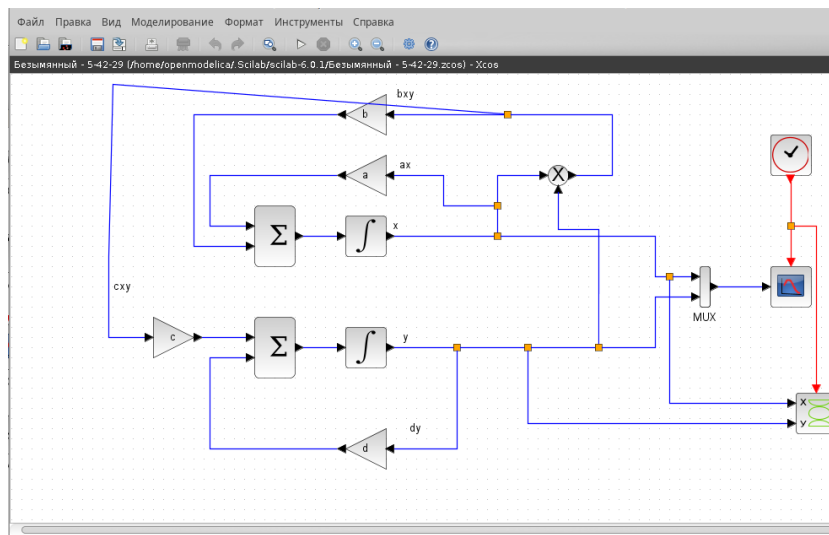 Файл Правка Вид Моделирование Формат Инструменты Справка
Безымянный - 5-42-29 (/home/openmodelica/.Scilab/scilab-6.0.1/Безымянный - 5-42-29.zcos) - Xcos
bxy
b
ax
a
X
Σ
∫
x
cxy
MUX
c
Σ
∫
y
X
У
dy
d